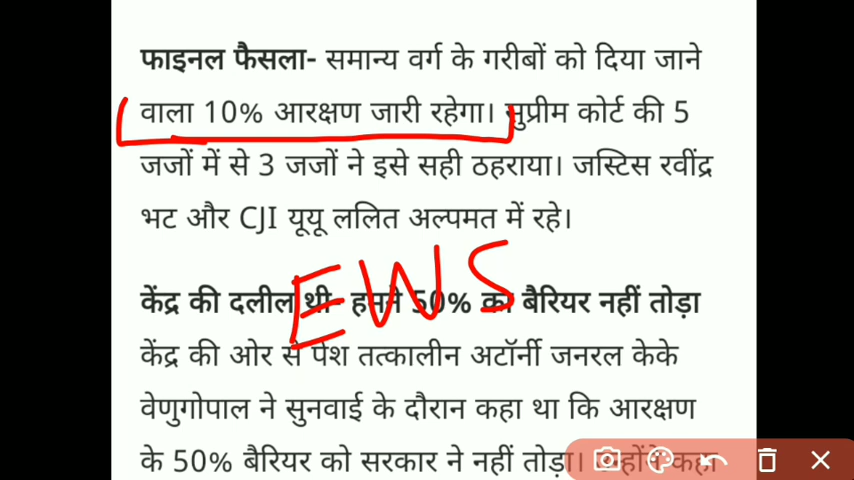 फाइनल फैसला- समान्य वर्ग के गरीबों को दिया जाने
वाला 10% आरक्षण जारी रहेगा। सुप्रीम कोर्ट की 5
जजों में से 3 जजों ने इसे सही ठहराया। जस्टिस रवींद्र
भट और CJI यूयू ललित अल्पमत में रहे।
EWS
केंद्र की दलील थी- हमने 50% का बैरियर नहीं तोड़ा
केंद्र की ओर से पेश तत्कालीन अटॉर्नी जनरल केके
वेणुगोपाल ने सुनवाई के दौरान कहा था कि आरक्षण
के 50% बैरियर को सरकार ने नहीं तोड़ा। उन्होंने कहा